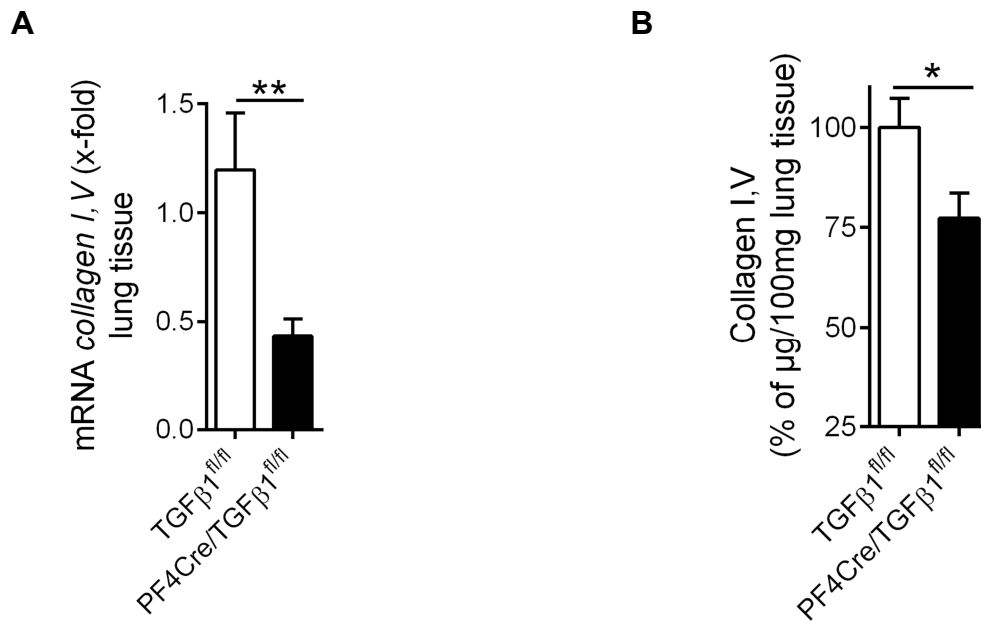 A
mRNA collagen I, V (x-fold)
lung tissue
1.5
1.0
0.5
0.0
**
TGFβ1fl/fl
PF4Cre/TGFβ1fl/fl
B
Collagen I,V
(% of µg/100mg lung tissue)
100
75
50
25
*
TGFβ1fl/fl
PF4Cre/TGFβ1fl/fl